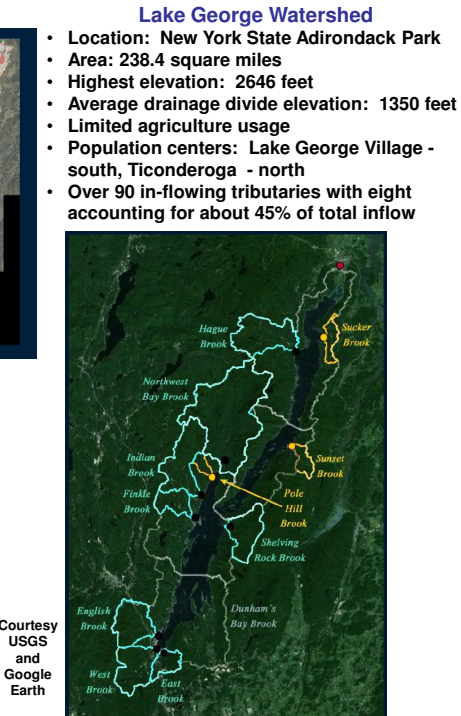 Lake George Watershed
• Location: New York State Adirondack Park
• Area: 238.4 square miles
• Highest elevation: 2646 feet
• Average drainage divide elevation: 1350 feet
• Limited agriculture usage
• Population centers: Lake George Village -
south, Ticonderoga - north
• Over 90 in-flowing tributaries with eight
accounting for about 45% of total inflow
Hague
Brook
Sucker
Brook
Northwest
Bay Brook
Indian
Brook
Sunset
Brook
Finkle
Brook
Pole
Hill
Brook
Shelving
Rock Brook
English
Brook
Dunham's
Bay Brook
West
Brook
East
Brook
Courtesy
USGS
and
Google
Earth